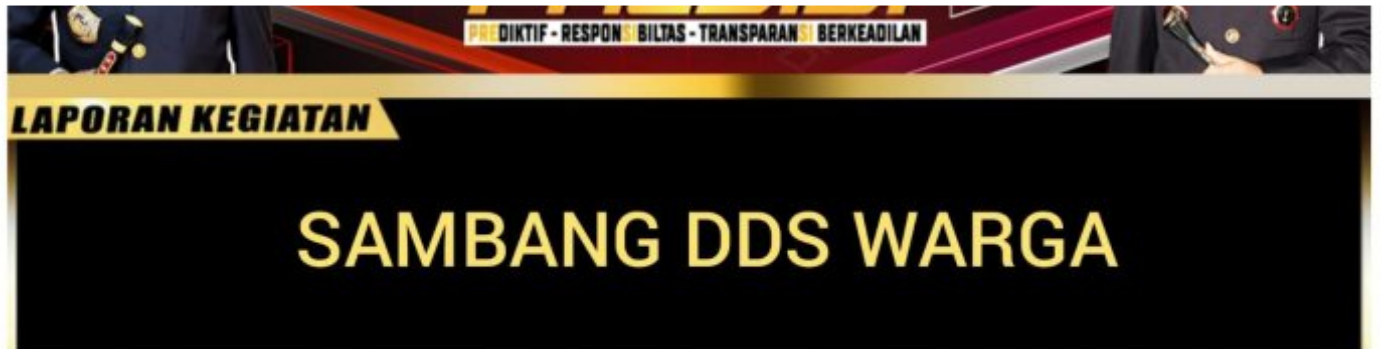 PREDIKTIF - RESPONSIBILTAS - TRANSPARANSI BERKEADILAN
LAPORAN KEGIATAN
SAMBANG DDS WARGA